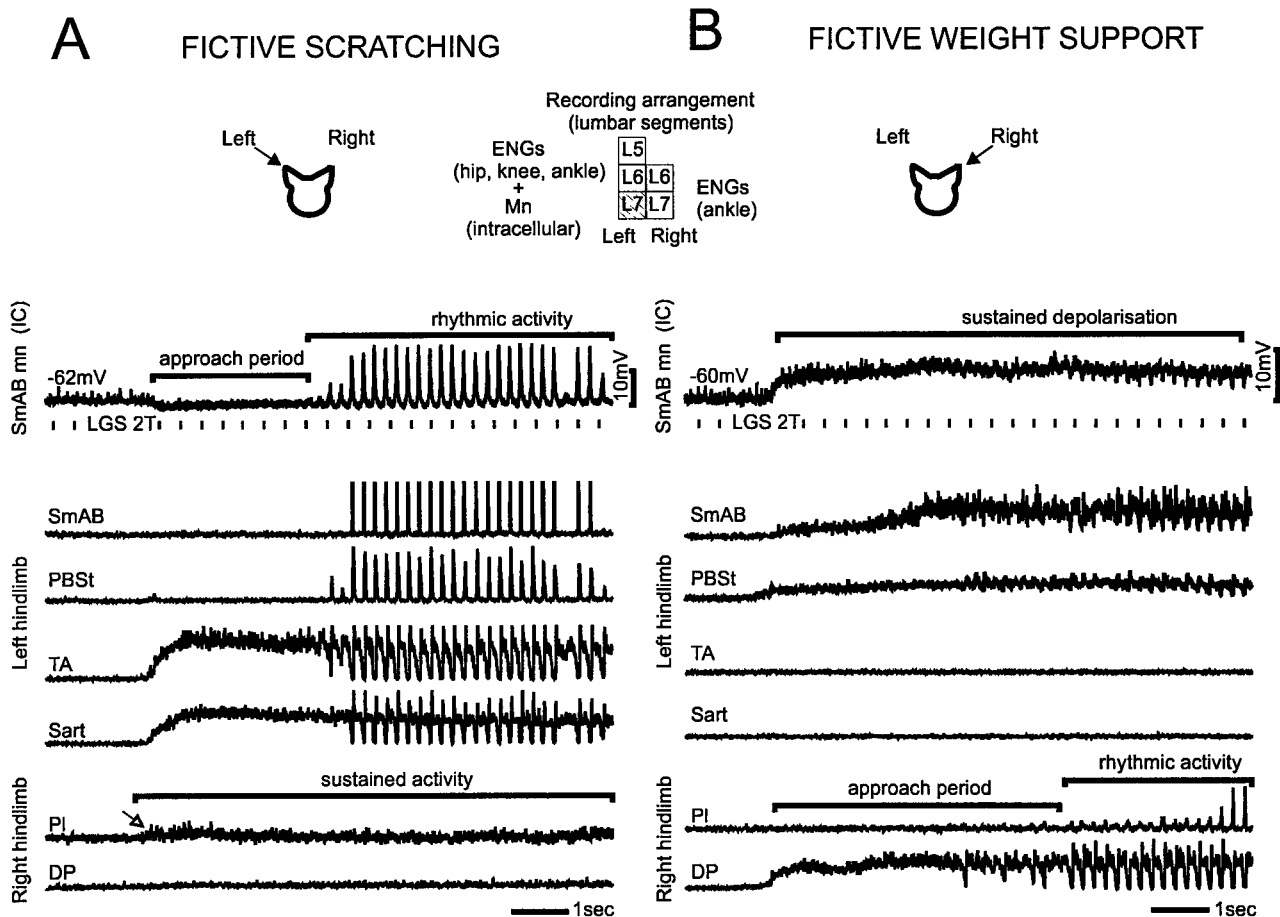 A
FICTIVE SCRATCHING
B
FICTIVE WEIGHT SUPPORT
Recording arrangement
(lumbar segments)
Left
Right
ENGs
(hip, knee, ankle)
+
Mn
(intracellular)
L5
L6
L6
L7
L7
Left
Right
ENGs
(ankle)
Left
Right
SmAB mn (IC)
-62mV
approach period
rhythmic activity
10mV
LGS 2T
Left hindlimb
SmAB
PBSt
TA
Sart
Right hindlimb
sustained activity
Pl
DP
1sec
SmAB mn (IC)
-60mV
sustained depolarisation
10mV
LGS 2T
Left hindlimb
SmAB
PBSt
TA
Sart
Right hindlimb
approach period
rhythmic activity
Pl
DP
1sec